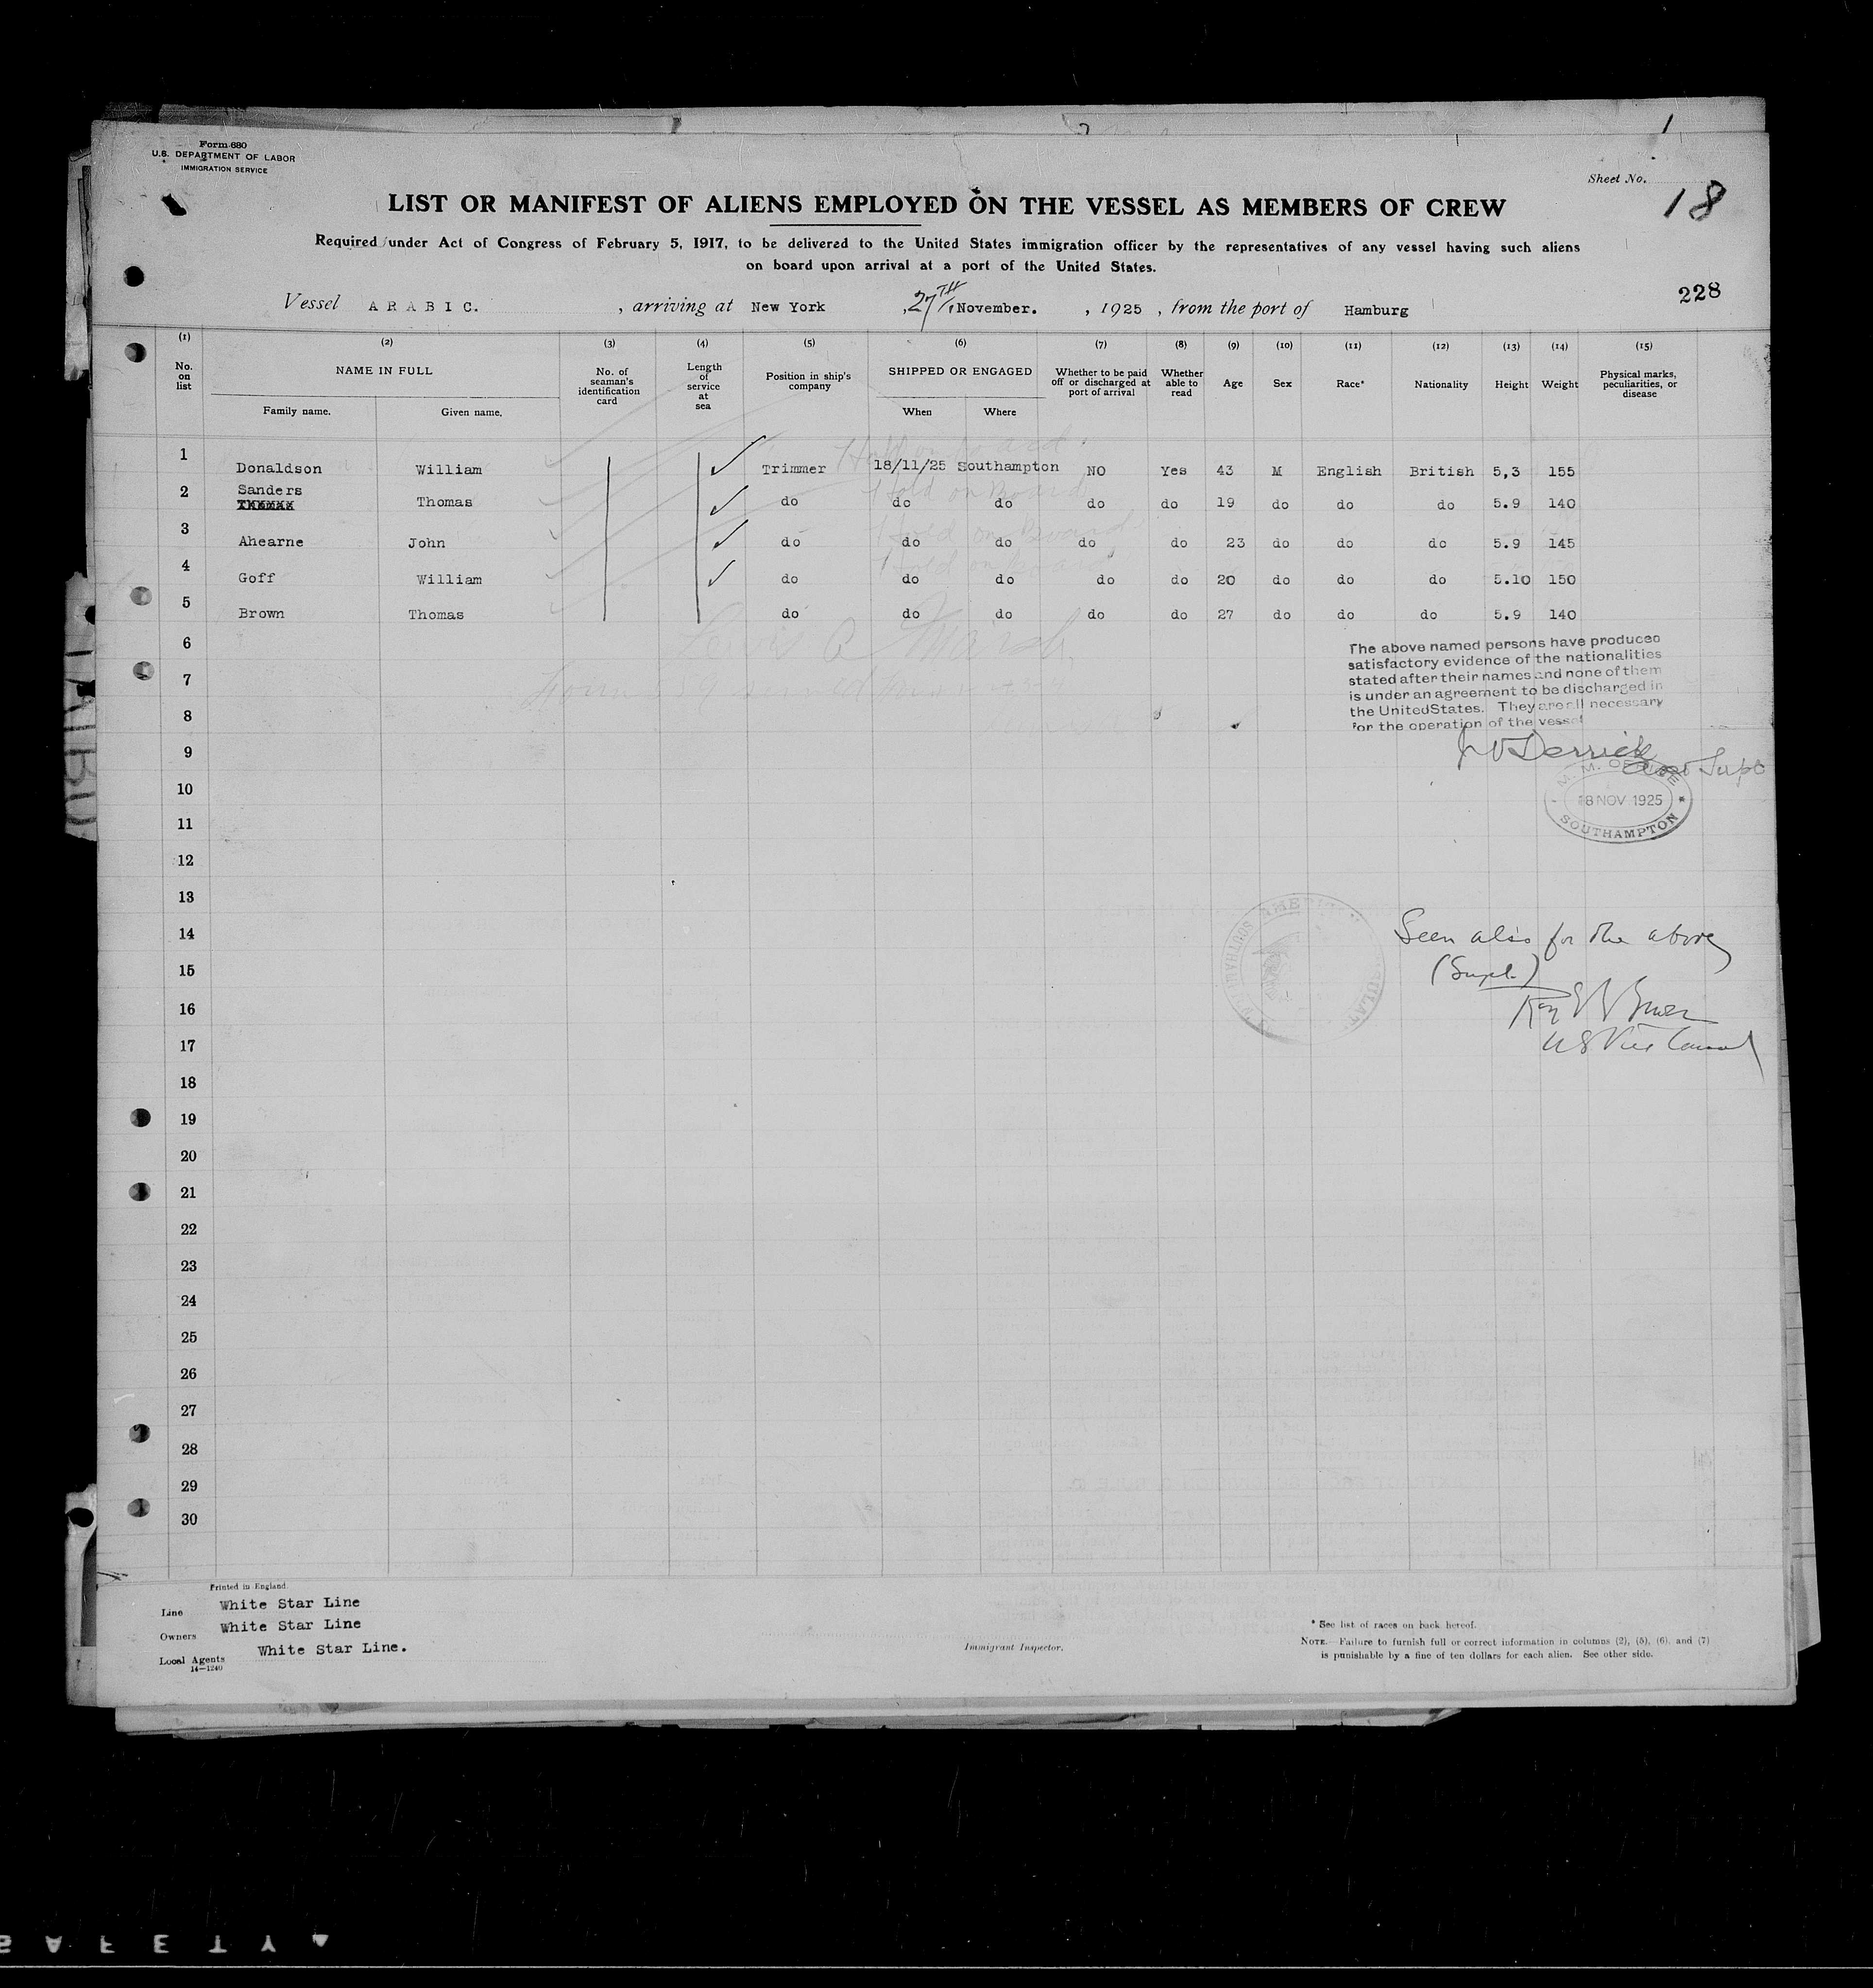 Form 680
U.S. DEPARTMENT OF LABOR
IMMIGRATION SERVICE
1
Sheet No.
18
LIST OR MANIFEST OF ALIENS EMPLOYED ON THE VESSEL AS MEMBERS OF CREW
Required under Act of Congress of February 5, 1917, to be delivered to the United States immigration officer by the representatives of any vessel having such aliens
on board upon arrival at a port of the United States.
228
Vessel ARABIC. , arriving at New York , 27TH November. , 1925 , from the port of Hamburg
(1) (2) (3) (4) (5) (6) (7) (8) (9) (10) (11) (12) (13) (14) (15)
No. on list
NAME IN FULL
Family name. Given name.
No. of seaman's identification card
Length of service at sea
Position in ship's company
SHIPPED OR ENGAGED
When Where
Whether to be paid off or discharged at port of arrival
Whether able to read
Age
Sex
Race*
Nationality
Height
Weight
Physical marks, peculiarities, or disease
1 Donaldson William ✓ Trimmer 18/11/25 Southampton NO Yes 43 M English British 5,3 155
Hold on Board
2 Sanders Thomas ✓ do do do do do 19 do do do 5.9 140
Hold on Board
3 Ahearne John ✓ do do do do do 23 do do do 5.9 145
Hold on Board
4 Goff William ✓ do do do do do 20 do do do 5.10 150
5 Brown Thomas do do do do do 27 do do do 5.9 140
6
7
8
9
10
11
12
13
14
15
16
17
18
19
20
21
22
23
24
25
26
27
28
29
30
The above named persons have produced
satisfactory evidence of the nationalities
stated after their names and none of them
is under an agreement to be discharged in
the United States. They are all necessary
for the operation of the vessel
Derrick
Supt
M. M. OFFICE
18 NOV 1925
SOUTHAMPTON
Seen also for the above
(Supl.)
US Vice Consul
Printed in England.
Line White Star Line
Owners White Star Line
Local Agents White Star Line.
14—1240
Immigrant Inspector.
* See list of races on back hereof.
NOTE.—Failure to furnish full or correct information in columns (2), (5), (6), and (7)
is punishable by a fine of ten dollars for each alien. See other side.
SAFETY